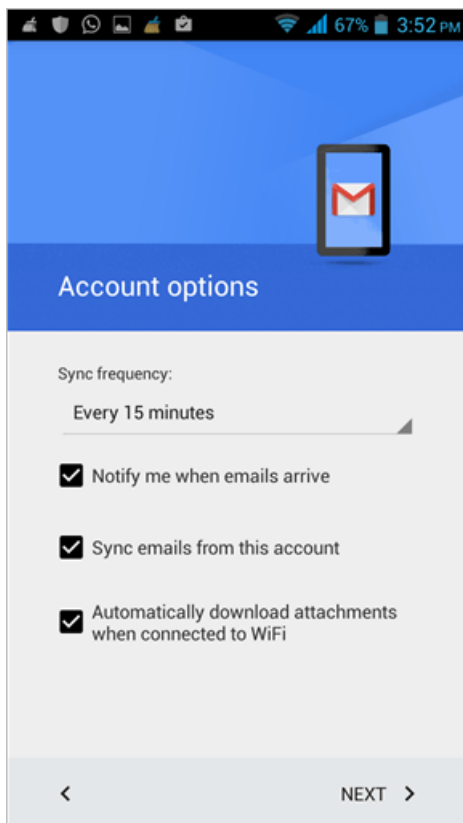 67% 3:52 PM
Account options
Sync frequency:
Every 15 minutes
Notify me when emails arrive
Sync emails from this account
Automatically download attachments
when connected to WiFi
NEXT